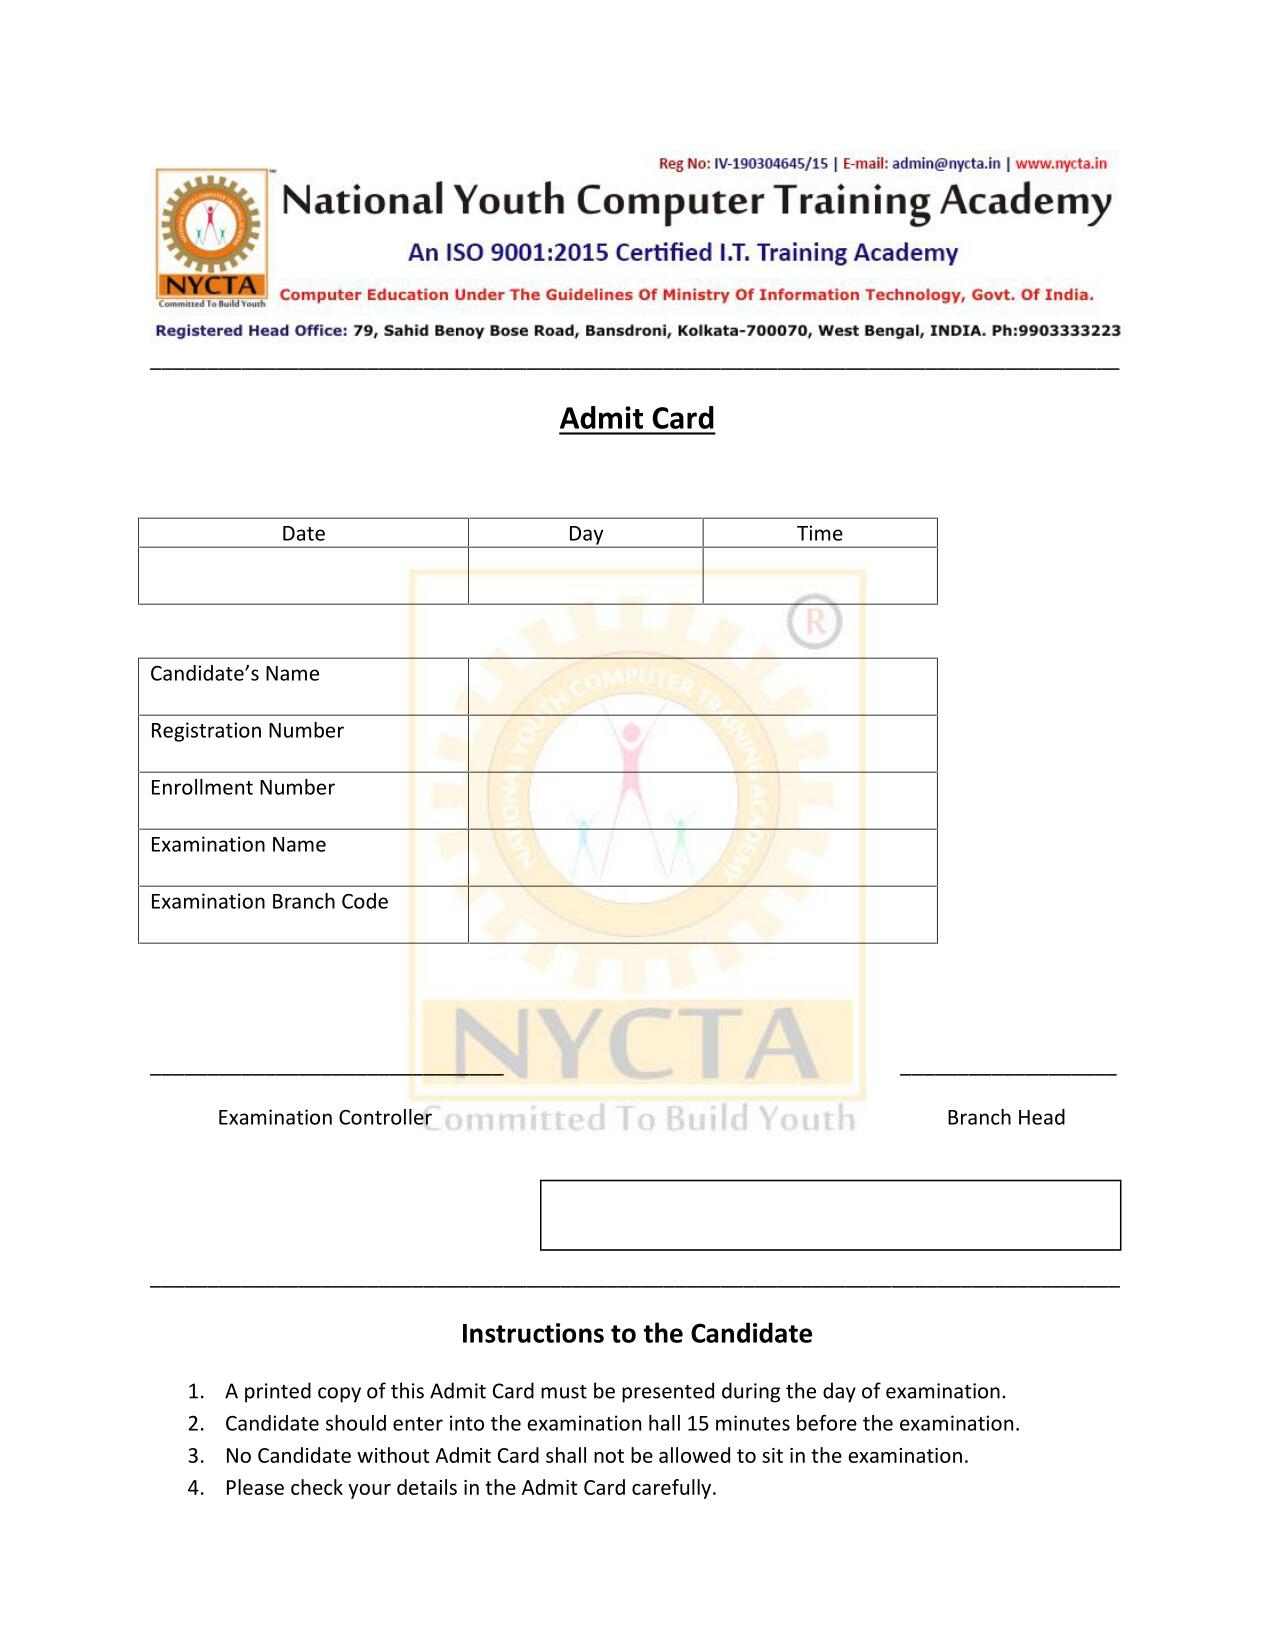 Reg No: IV-190304645/15 | E-mail: admin@nycta.in | www.nycta.in
National Youth Computer Training Academy
An ISO 9001:2015 Certified I.T. Training Academy
NYCTA
Committed To Build Youth
Computer Education Under The Guidelines Of Ministry Of Information Technology, Govt. Of India.
Registered Head Office: 79, Sahid Benoy Bose Road, Bansdroni, Kolkata-700070, West Bengal, INDIA. Ph:9903333223
Admit Card
Date Day Time
R
Candidate’s Name
Registration Number
Enrollment Number
Examination Name
Examination Branch Code
NATIONAL YOUTH COMPUTER TRAINING ACADEMY
NYCTA
Committed To Build Youth
Examination Controller Branch Head
Instructions to the Candidate
1. A printed copy of this Admit Card must be presented during the day of examination.
2. Candidate should enter into the examination hall 15 minutes before the examination.
3. No Candidate without Admit Card shall not be allowed to sit in the examination.
4. Please check your details in the Admit Card carefully.